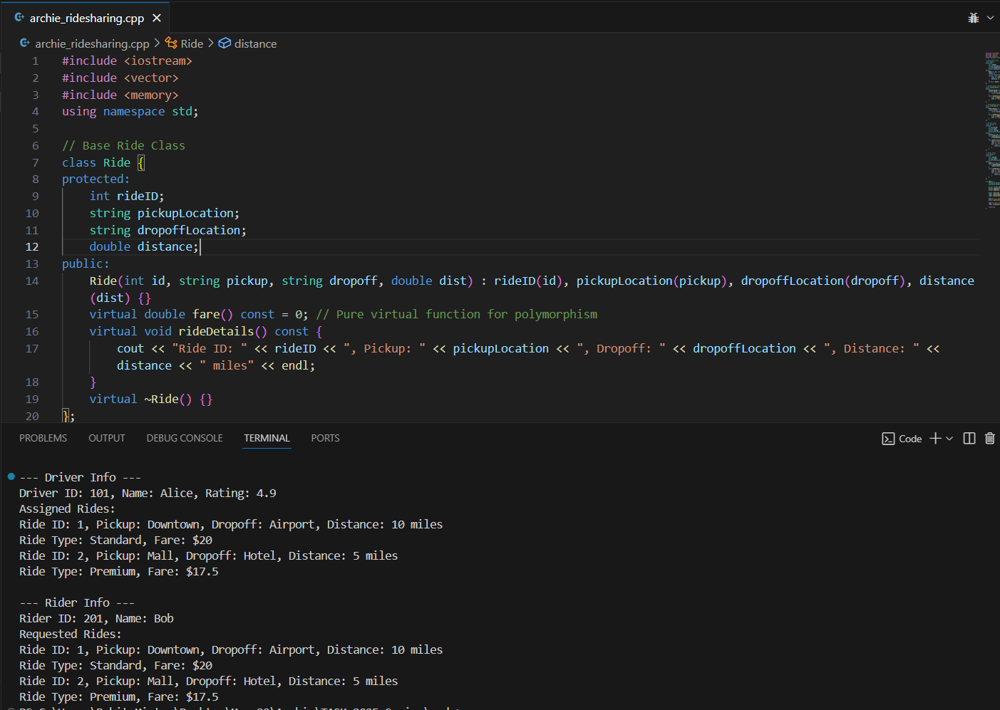 archie_ridesharing.cpp
archie_ridesharing.cpp > Ride > distance
1 #include <iostream>
2 #include <vector>
3 #include <memory>
4 using namespace std;
5
6 // Base Ride Class
7 class Ride {
8 protected:
9 int rideID;
10 string pickupLocation;
11 string dropoffLocation;
12 double distance;
13 public:
14 Ride(int id, string pickup, string dropoff, double dist) : rideID(id), pickupLocation(pickup), dropoffLocation(dropoff), distance
(dist) {}
15 virtual double fare() const = 0; // Pure virtual function for polymorphism
16 virtual void rideDetails() const {
17 cout << "Ride ID: " << rideID << ", Pickup: " << pickupLocation << ", Dropoff: " << dropoffLocation << ", Distance: " <<
distance << " miles" << endl;
18 }
19 virtual ~Ride() {}
20 };
PROBLEMS OUTPUT DEBUG CONSOLE TERMINAL PORTS Code
--- Driver Info ---
Driver ID: 101, Name: Alice, Rating: 4.9
Assigned Rides:
Ride ID: 1, Pickup: Downtown, Dropoff: Airport, Distance: 10 miles
Ride Type: Standard, Fare: $20
Ride ID: 2, Pickup: Mall, Dropoff: Hotel, Distance: 5 miles
Ride Type: Premium, Fare: $17.5
--- Rider Info ---
Rider ID: 201, Name: Bob
Requested Rides:
Ride ID: 1, Pickup: Downtown, Dropoff: Airport, Distance: 10 miles
Ride Type: Standard, Fare: $20
Ride ID: 2, Pickup: Mall, Dropoff: Hotel, Distance: 5 miles
Ride Type: Premium, Fare: $17.5